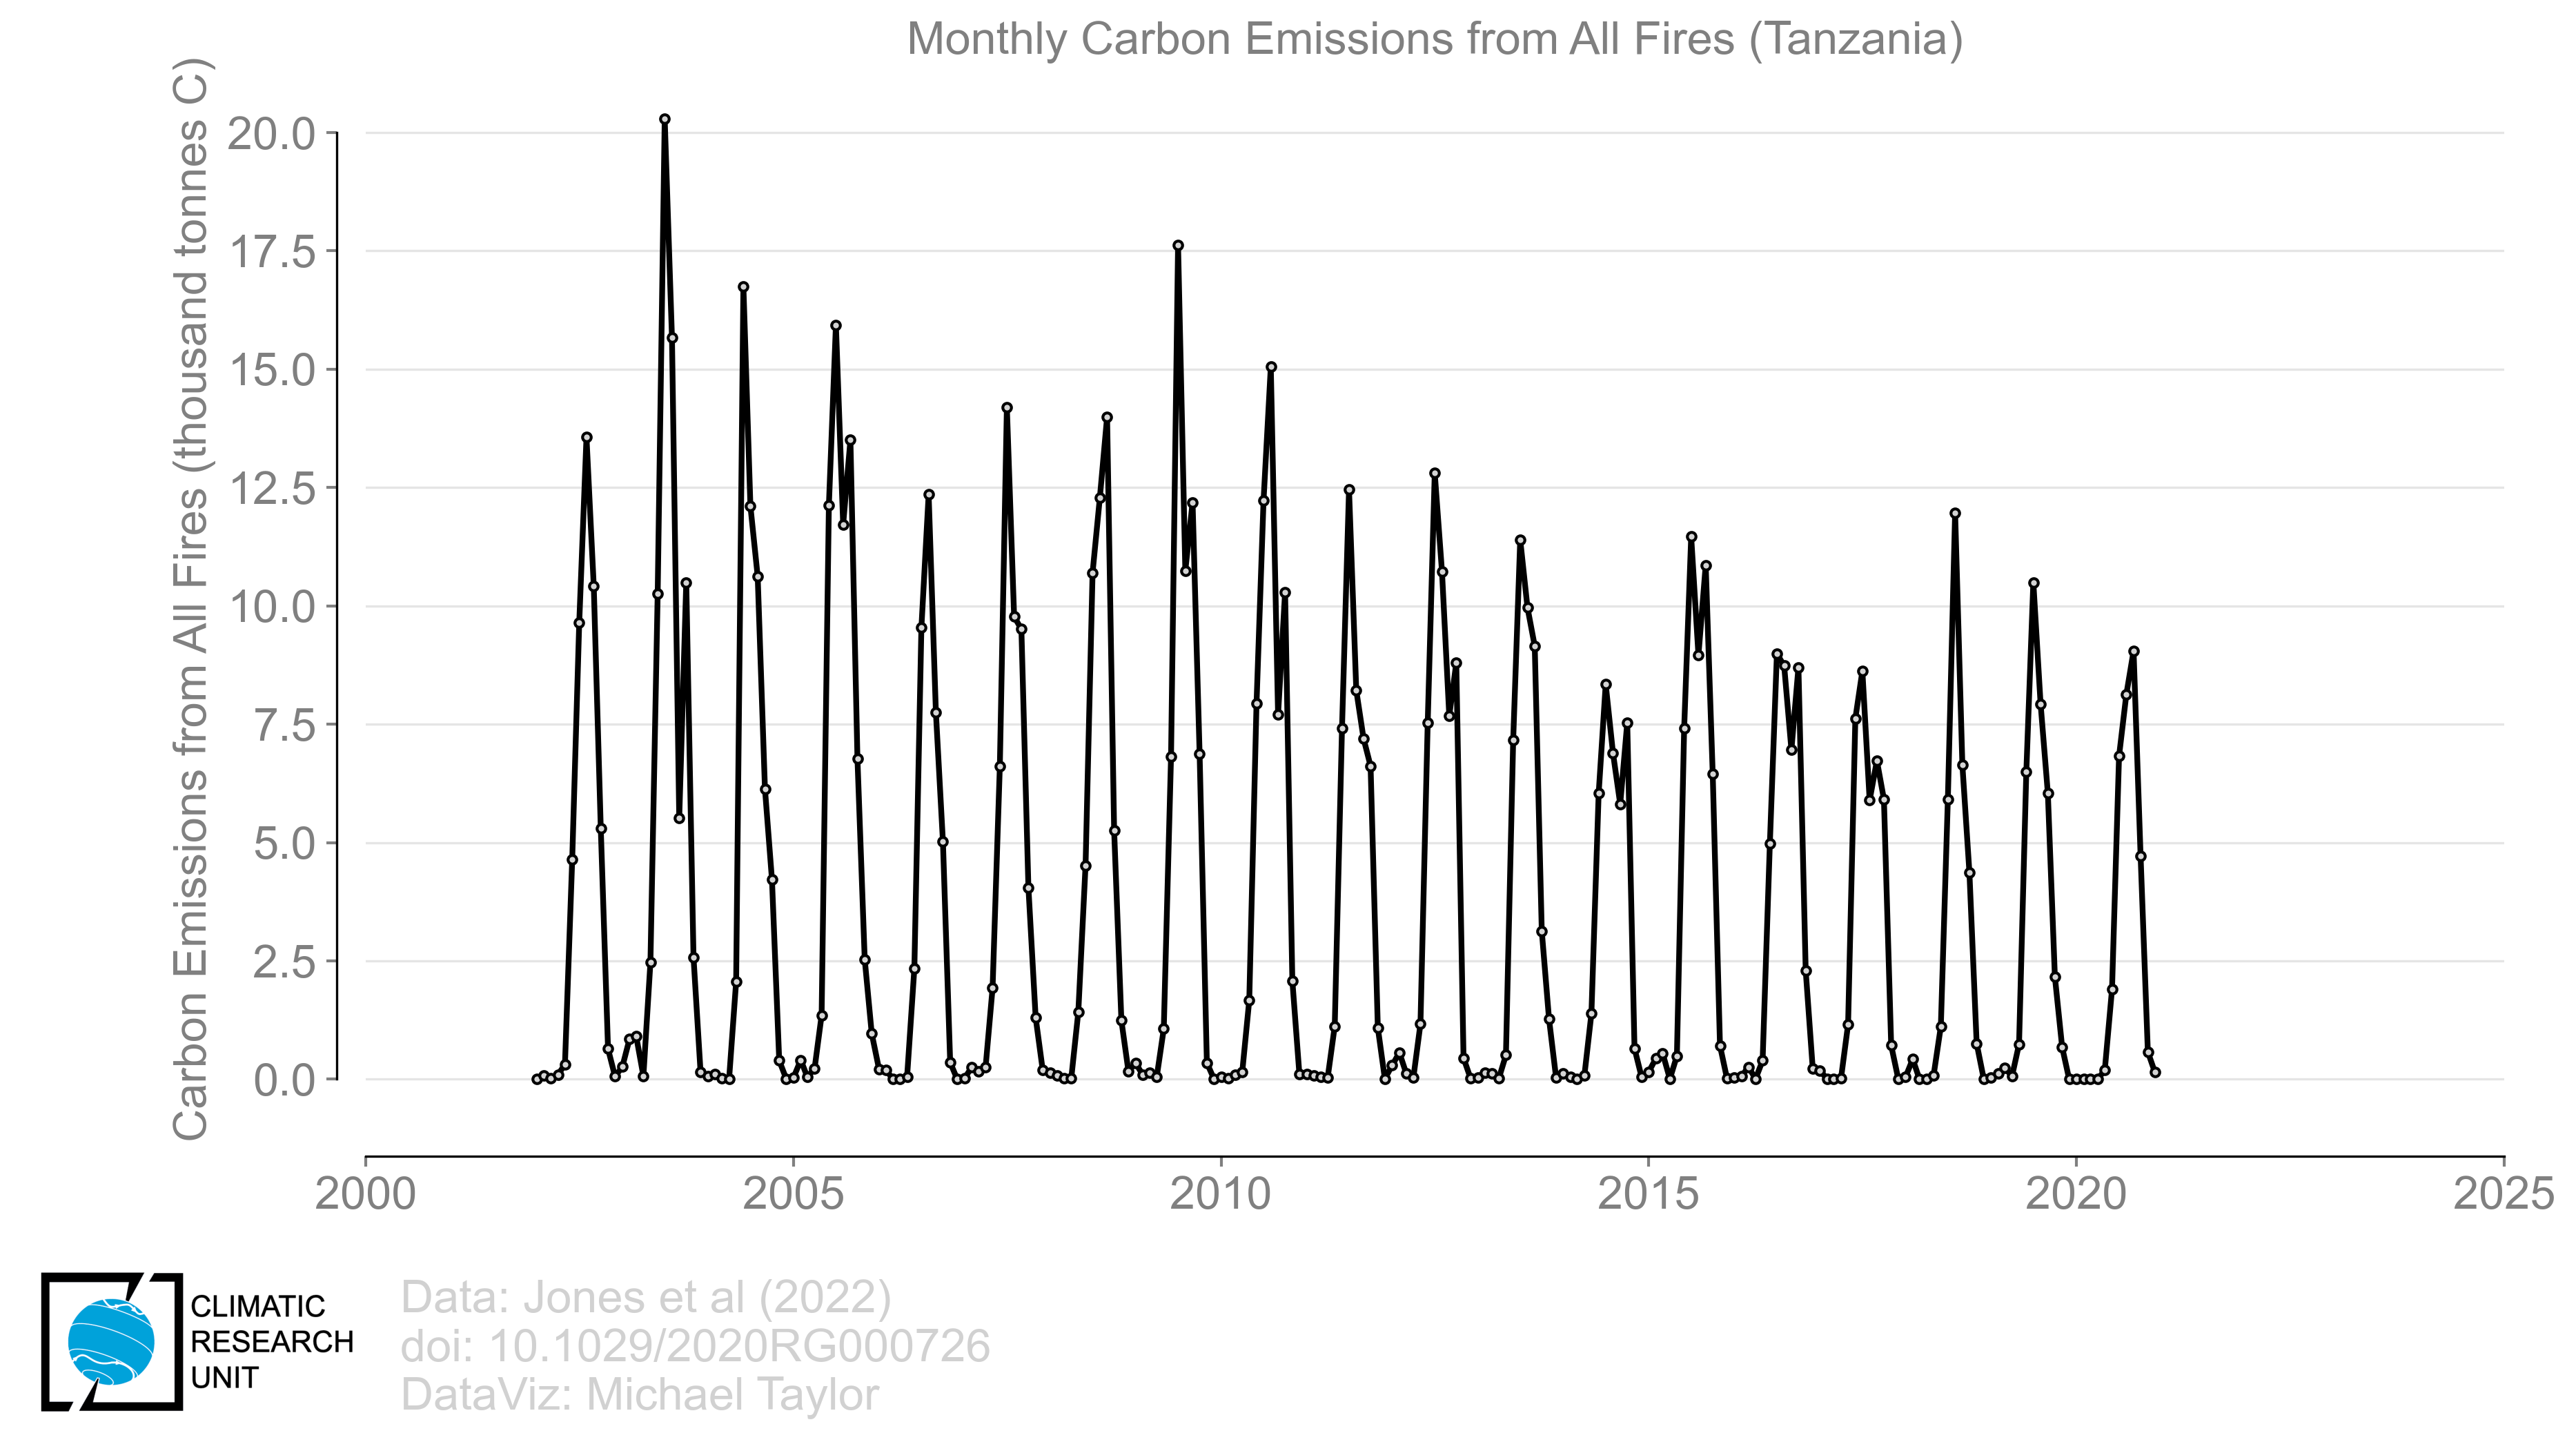 Monthly Carbon Emissions from All Fires (Tanzania)
Carbon Emissions from All Fires (thousand tonnes C)
20.0
17.5
15.0
12.5
10.0
7.5
5.0
2.5
0.0
2000 2005 2010 2015 2020 2025
CLIMATIC
RESEARCH
UNIT
Data: Jones et al (2022)
doi: 10.1029/2020RG000726
DataViz: Michael Taylor